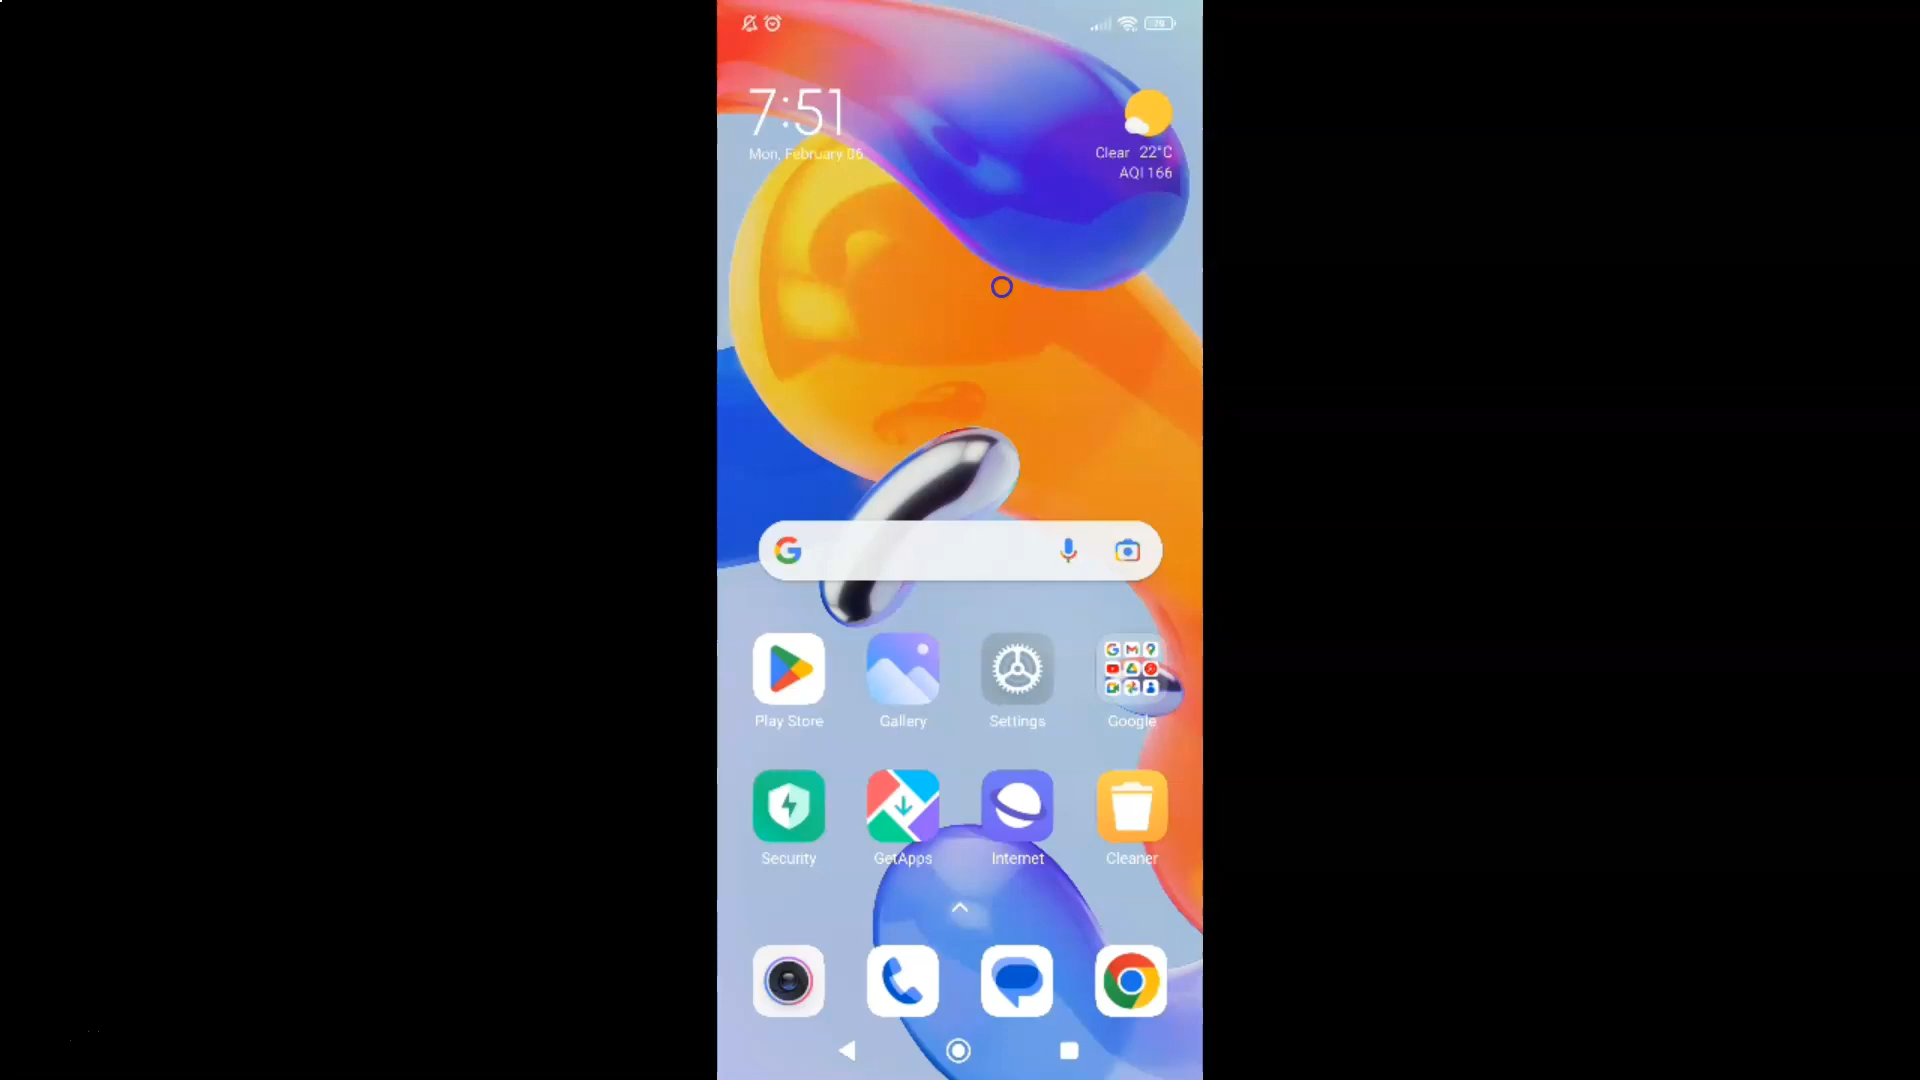 7:51
Mon, February 06
Clear 22°C
AQI 166
Play Store
Gallery
Settings
Google
Security
GetApps
Internet
Cleaner